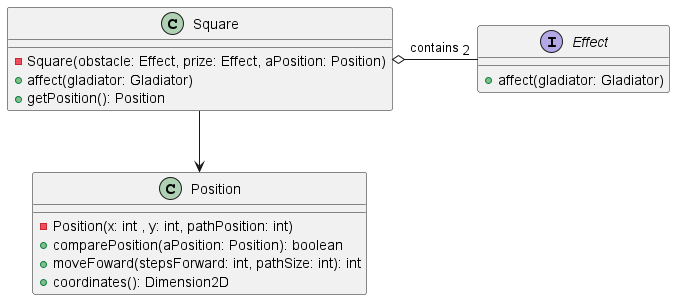 C Square
Square(obstacle: Effect, prize: Effect, aPosition: Position)
affect(gladiator: Gladiator)
getPosition(): Position
contains 2
I Effect
affect(gladiator: Gladiator)
C Position
Position(x: int , y: int, pathPosition: int)
comparePosition(aPosition: Position): boolean
moveFoward(stepsForward: int, pathSize: int): int
coordinates(): Dimension2D